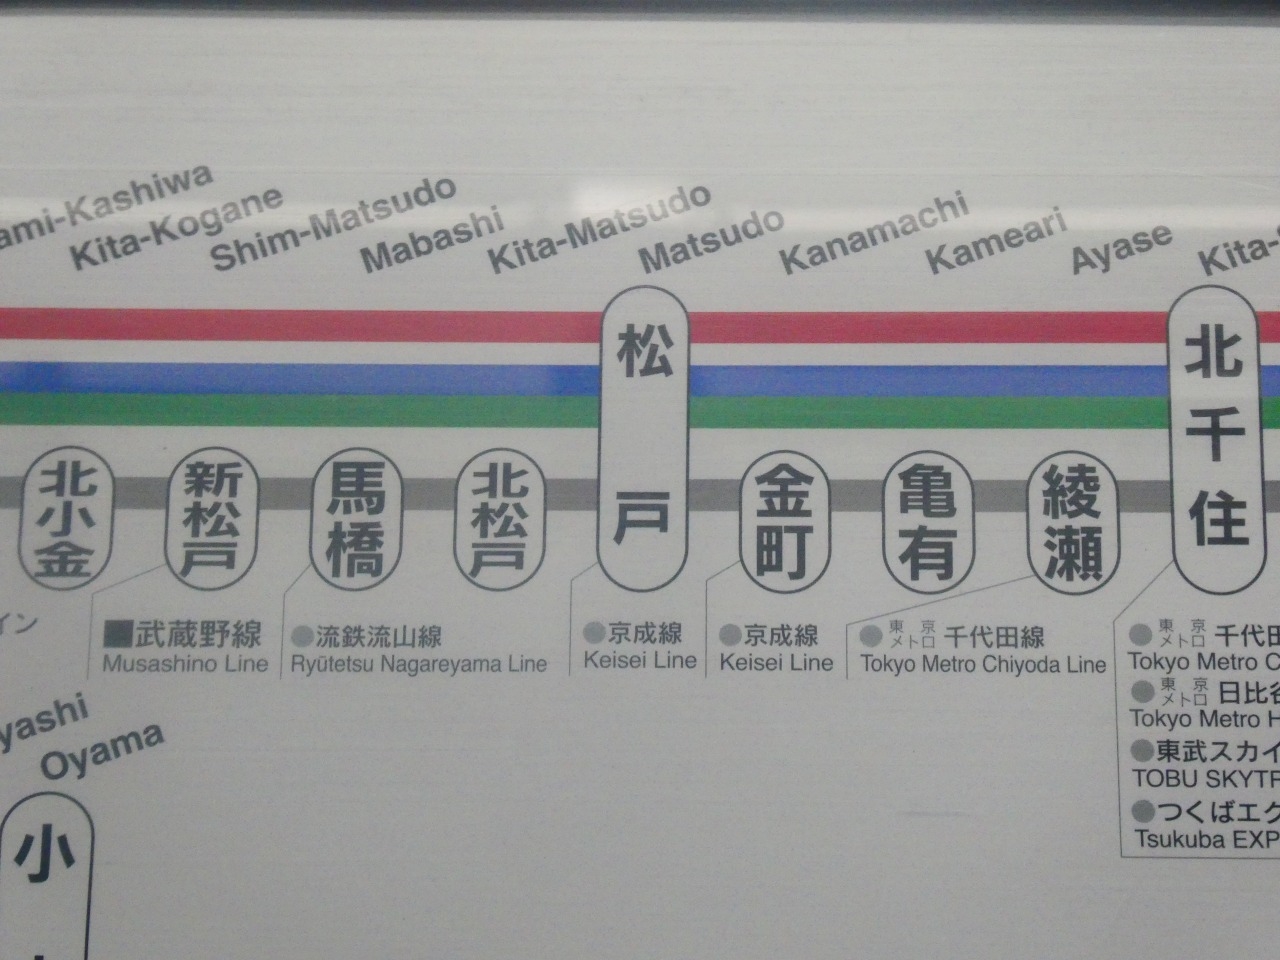 ami-Kashiwa
Kita-Kogane
Shim-Matsudo
Mabashi
Kita-Matsudo
Matsudo
Kanamachi
Kameari
Ayase
Kita-
北小金
新松戸
馬橋
北松戸
松戸
金町
亀有
綾瀬
北千住
イン
■武蔵野線
Musashino Line
●流鉄流山線
Ryūtetsu Nagareyama Line
●京成線
Keisei Line
●京成線
Keisei Line
●東京メトロ 千代田線
Tokyo Metro Chiyoda Line
●東京メトロ 千代田
Tokyo Metro C
●東京メトロ 日比谷
Tokyo Metro H
●東武スカイ
TOBU SKYTR
●つくばエク
Tsukuba EXP
yashi
Oyama
小